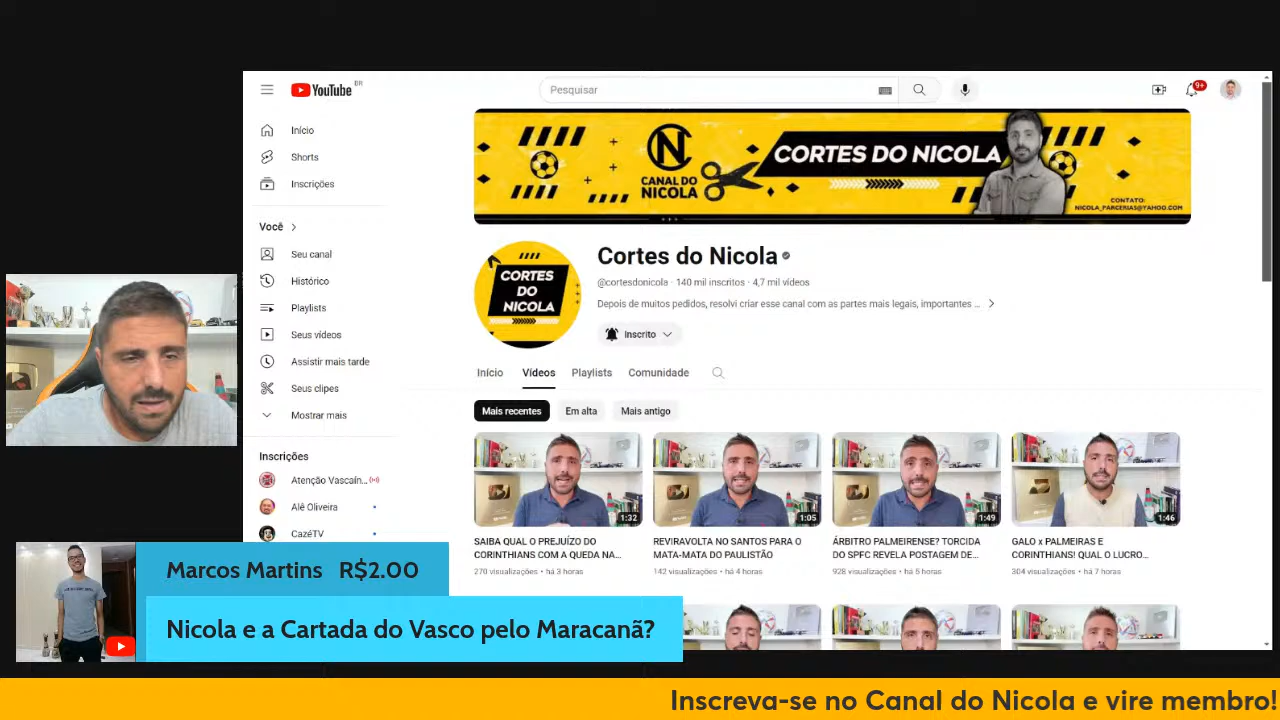 YouTube
BR
Pesquisar
9+
Início
Shorts
Inscrições
Você
Seu canal
Histórico
Playlists
Seus vídeos
Assistir mais tarde
Seus clipes
Mostrar mais
Inscrições
Atenção Vascaín...
Alê Oliveira
CazéTV
N
CANAL DO
NICOLA
CORTES DO NICOLA
CONTATO:
NICOLA_PARCERIAS@YAHOO.COM
CORTES
DO
NICOLA
Cortes do Nicola
@cortesdonicola · 140 mil inscritos · 4,7 mil vídeos
Depois de muitos pedidos, resolvi criar esse canal com as partes mais legais, importantes ...
Inscrito
Início Vídeos Playlists Comunidade
Mais recentes Em alta Mais antigo
1:32
SAIBA QUAL O PREJUÍZO DO
CORINTHIANS COM A QUEDA NA...
270 visualizações • há 3 horas
1:05
REVIRAVOLTA NO SANTOS PARA O
MATA-MATA DO PAULISTÃO
142 visualizações • há 4 horas
1:49
ÁRBITRO PALMEIRENSE? TORCIDA
DO SPFC REVELA POSTAGEM DE...
928 visualizações • há 5 horas
1:46
GALO x PALMEIRAS E
CORINTHIANS! QUAL O LUCRO...
304 visualizações • há 7 horas
Marcos Martins R$2.00
Nicola e a Cartada do Vasco pelo Maracanã?
Inscreva-se no Canal do Nicola e vire membro!